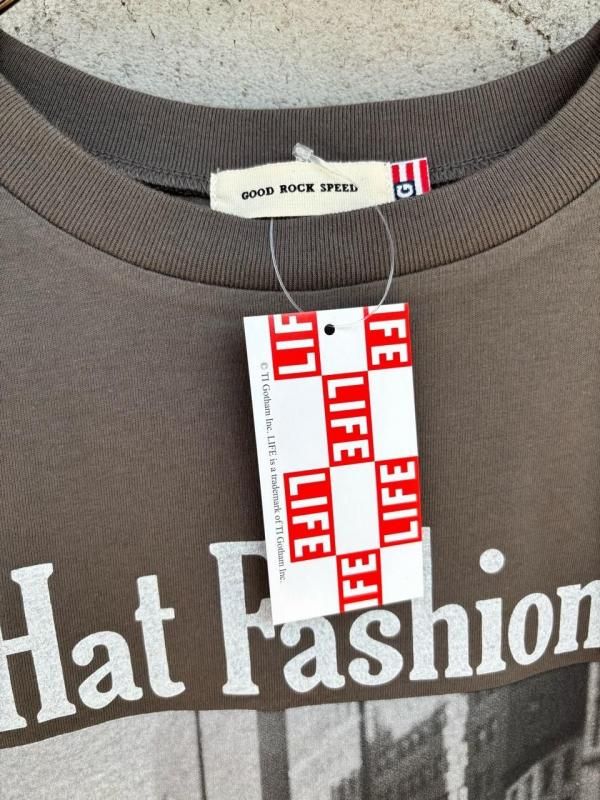 GOOD ROCK SPEED
G
LIFE
LIFE
LIFE
LIFE
LIFE
LIFE
© TI Gotham Inc. LIFE is a trademark of TI Gotham Inc.
Hat Fashion